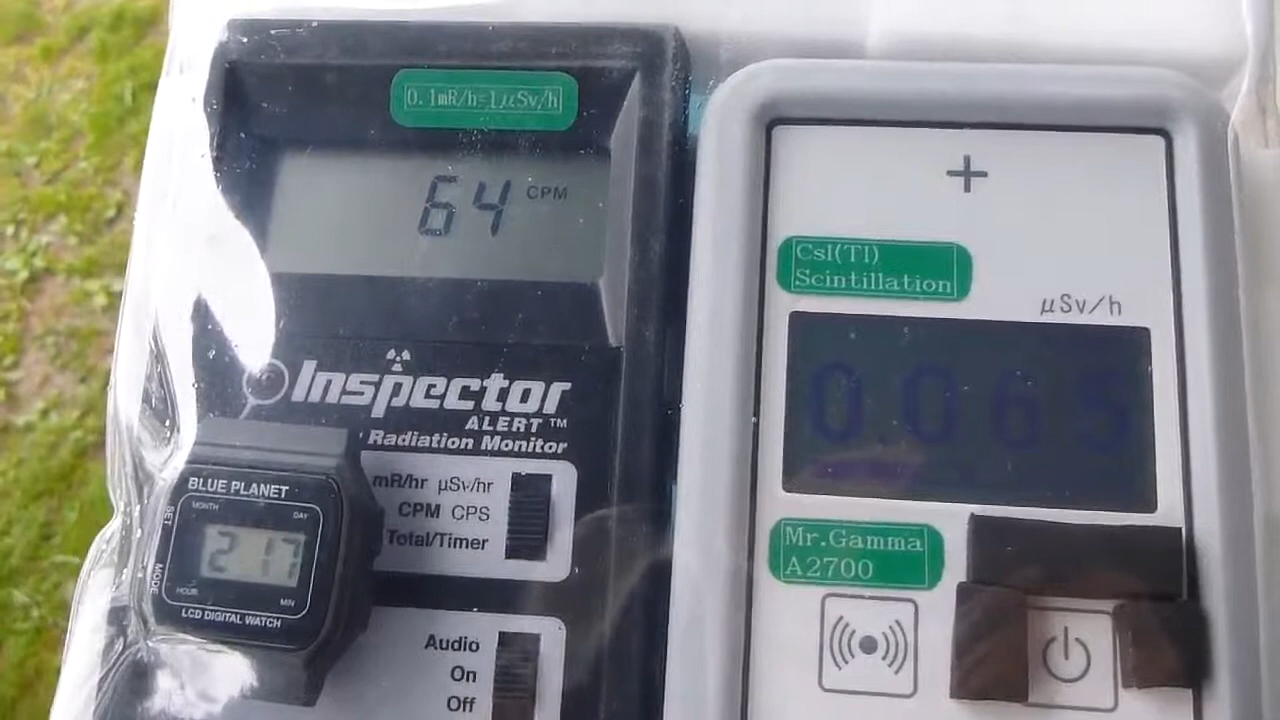 0.1mR/h=1μSv/h
64 CPM
Inspector
ALERT™
Radiation Monitor
mR/hr μSv/hr
CPM CPS
Total/Timer
Audio
On
Off
BLUE PLANET
MONTH DAY
SET
2 17
MODE
HOUR MIN
LCD DIGITAL WATCH
+
CsI(Tl)
Scintillation
μSv/h
0.065
Mr.Gamma
A2700